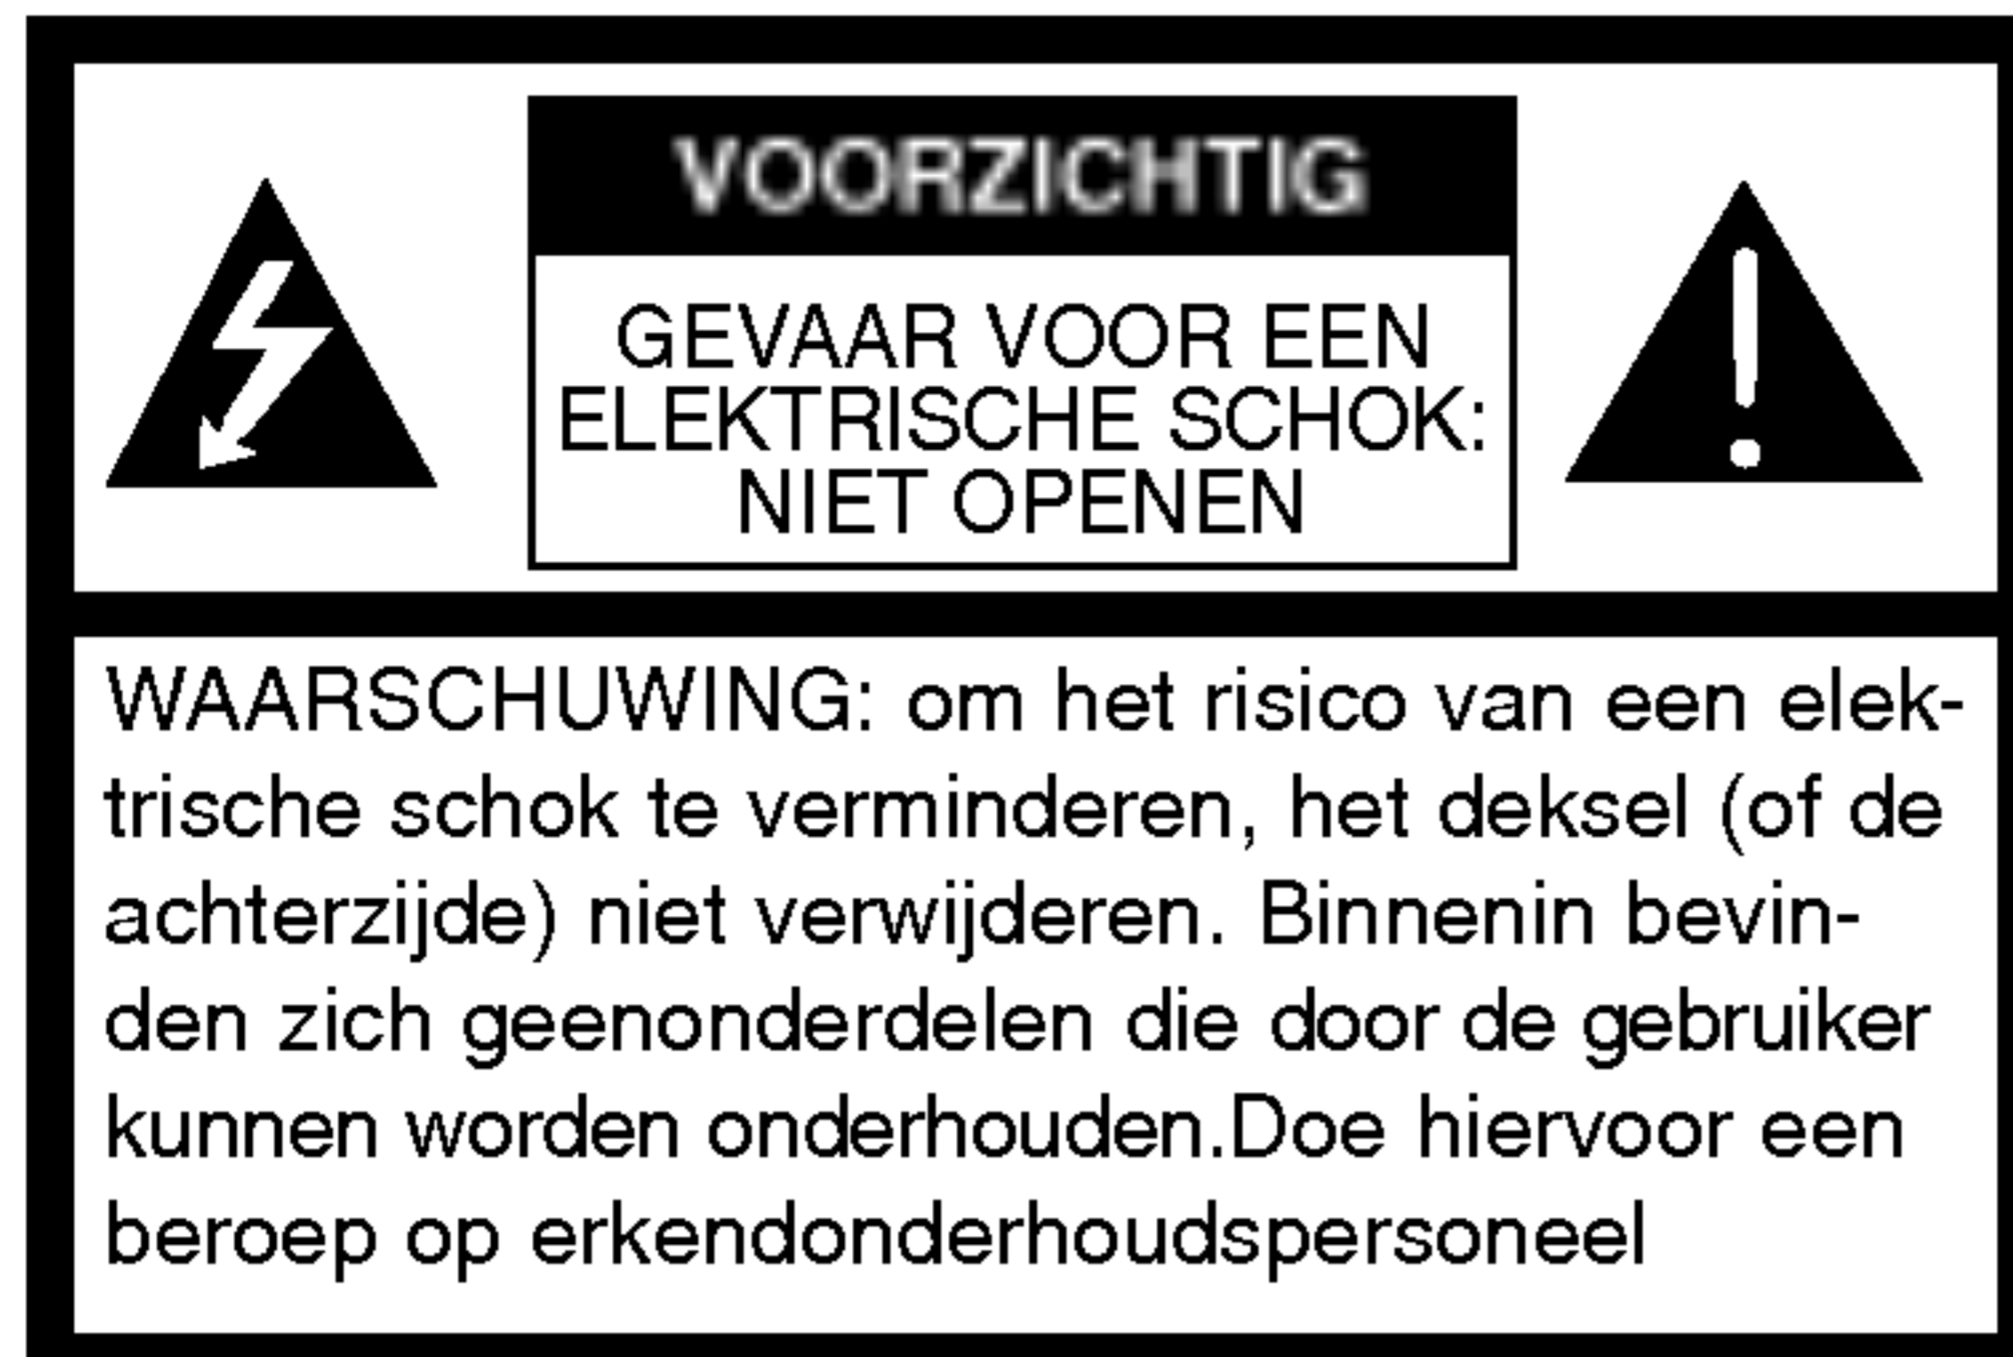 VOORZICHTIG
GEVAAR VOOR EEN
ELEKTRISCHE SCHOK:
NIET OPENEN
WAARSCHUWING: om het risico van een elek-
trische schok te verminderen, het deksel (of de
achterzijde) niet verwijderen. Binnenin bevin-
den zich geenonderdelen die door de gebruiker
kunnen worden onderhouden.Doe hiervoor een
beroep op erkendonderhoudspersoneel